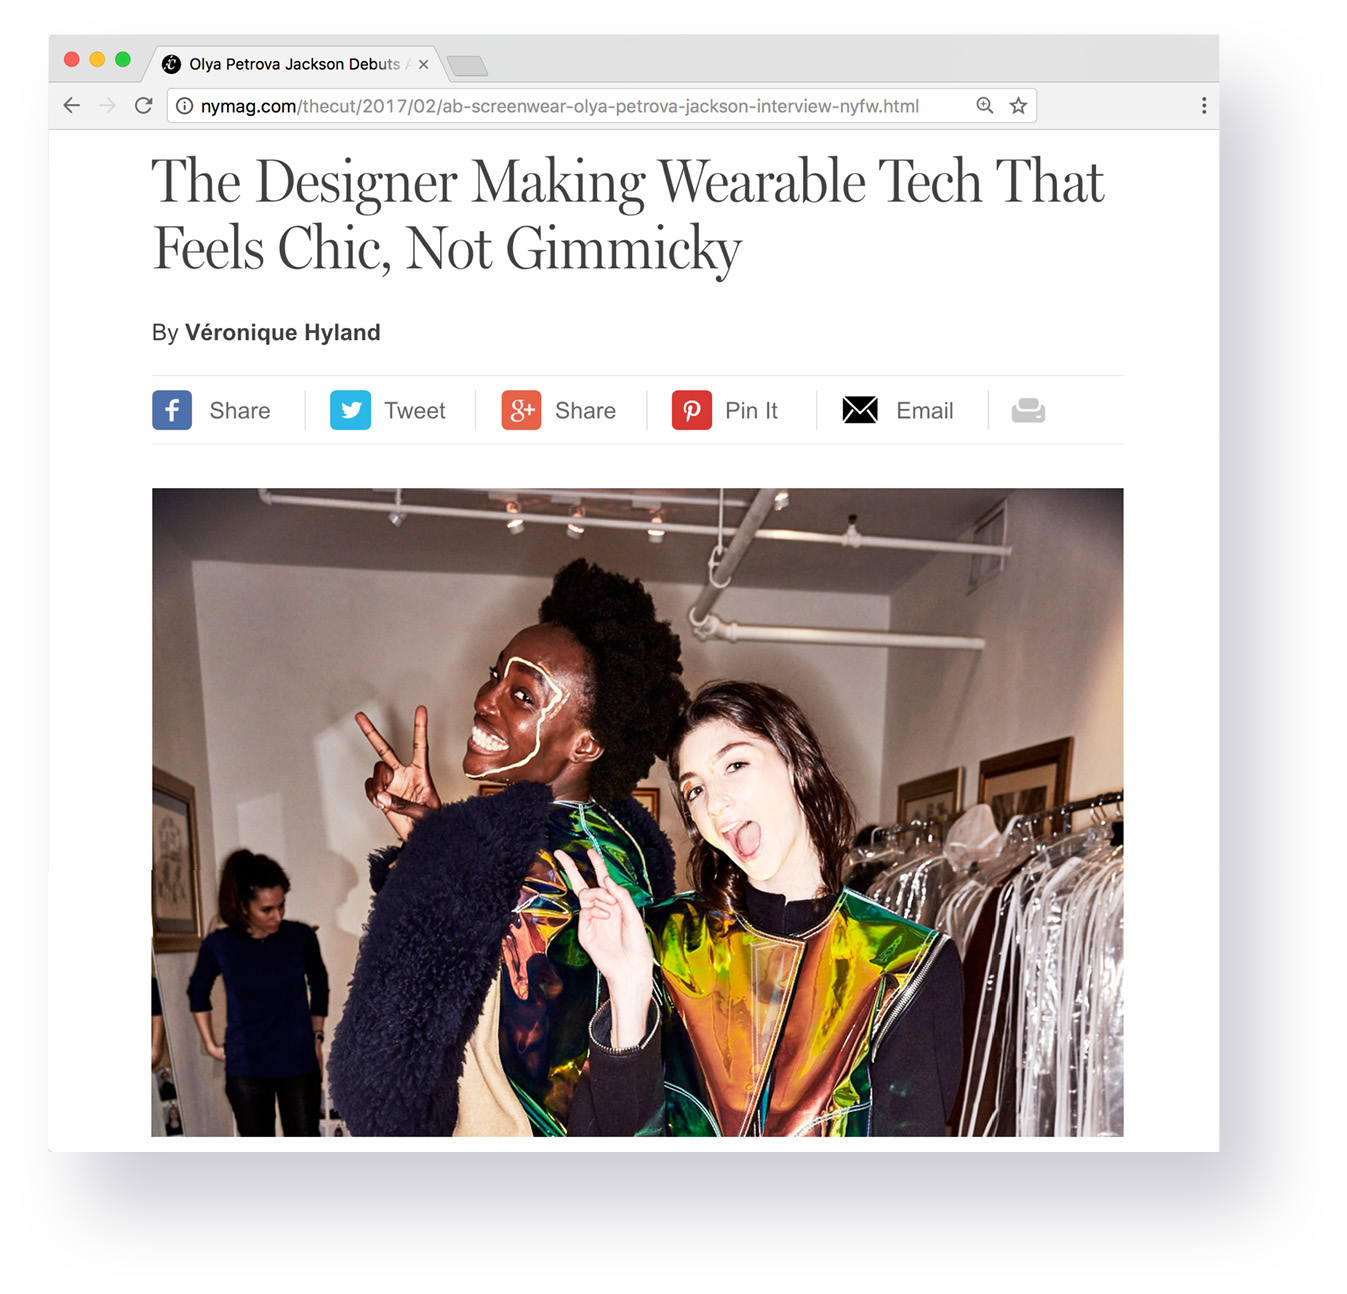 Olya Petrova Jackson Debuts
nymag.com/thecut/2017/02/ab-screenwear-olya-petrova-jackson-interview-nyfw.html
The Designer Making Wearable Tech That
Feels Chic, Not Gimmicky
By Véronique Hyland
f Share Tweet g+ Share Pin It Email